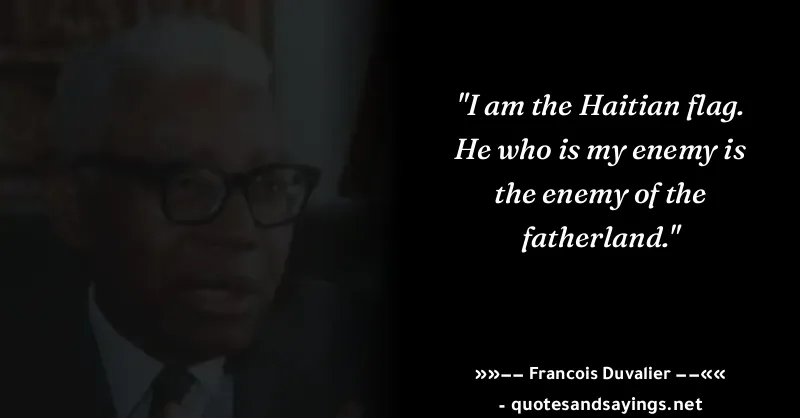 "I am the Haitian flag.
He who is my enemy is
the enemy of the
fatherland."
»»−− Francois Duvalier −−««
- quotesandsayings.net